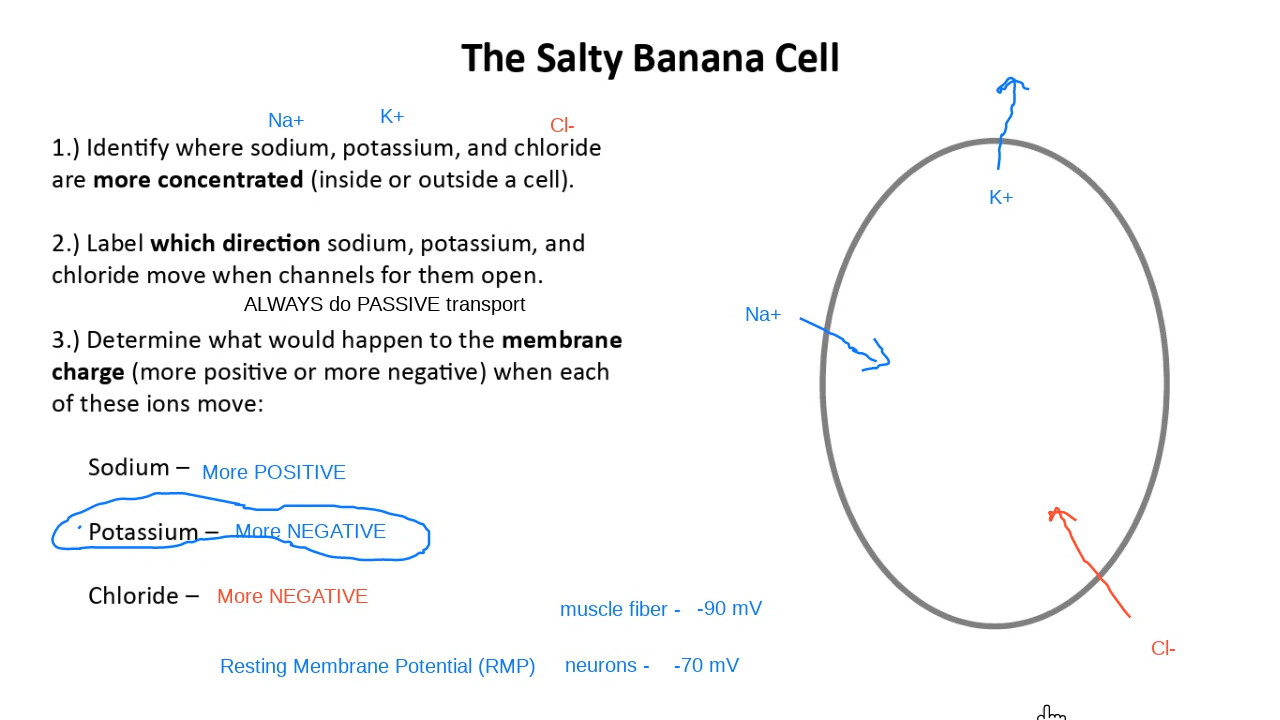 The Salty Banana Cell
Na+ K+ Cl-
1.) Identify where sodium, potassium, and chloride
are more concentrated (inside or outside a cell).
2.) Label which direction sodium, potassium, and
chloride move when channels for them open.
ALWAYS do PASSIVE transport
3.) Determine what would happen to the membrane
charge (more positive or more negative) when each
of these ions move:
Sodium – More POSITIVE
Potassium – More NEGATIVE
Chloride – More NEGATIVE
muscle fiber - -90 mV
Resting Membrane Potential (RMP) neurons - -70 mV
K+
Na+
Cl-